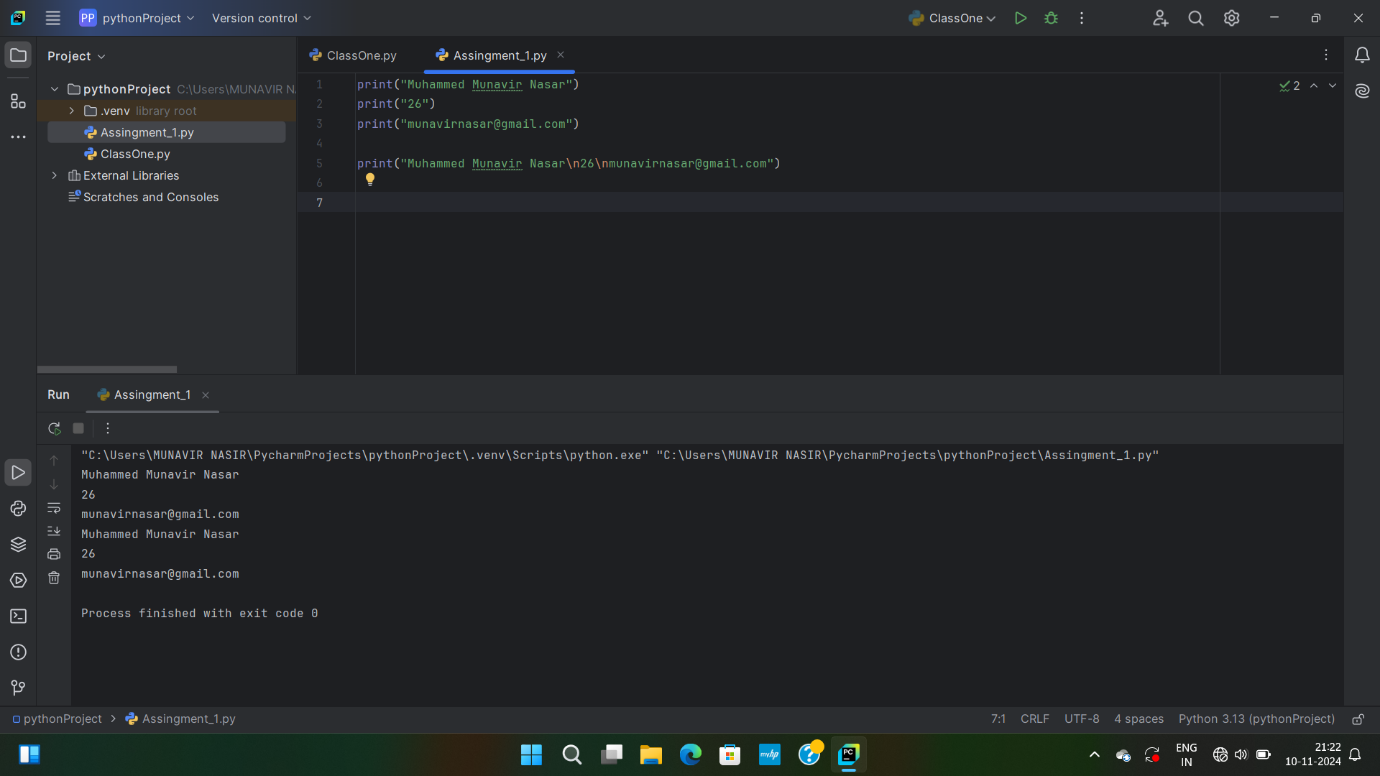 PP pythonProject Version control ClassOne
Project ClassOne.py Assingment_1.py
pythonProject C:\Users\MUNAVIR N
.venv library root
Assingment_1.py
ClassOne.py
External Libraries
Scratches and Consoles
1 print("Muhammed Munavir Nasar") 2
2 print("26")
3 print("munavirnasar@gmail.com")
4
5 print("Muhammed Munavir Nasar\n26\nmunavirnasar@gmail.com")
6
7
Run Assingment_1
"C:\Users\MUNAVIR NASIR\PycharmProjects\pythonProject\.venv\Scripts\python.exe" "C:\Users\MUNAVIR NASIR\PycharmProjects\pythonProject\Assingment_1.py"
Muhammed Munavir Nasar
26
munavirnasar@gmail.com
Muhammed Munavir Nasar
26
munavirnasar@gmail.com
Process finished with exit code 0
pythonProject > Assingment_1.py 7:1 CRLF UTF-8 4 spaces Python 3.13 (pythonProject)
ENG 21:22
IN 10-11-2024